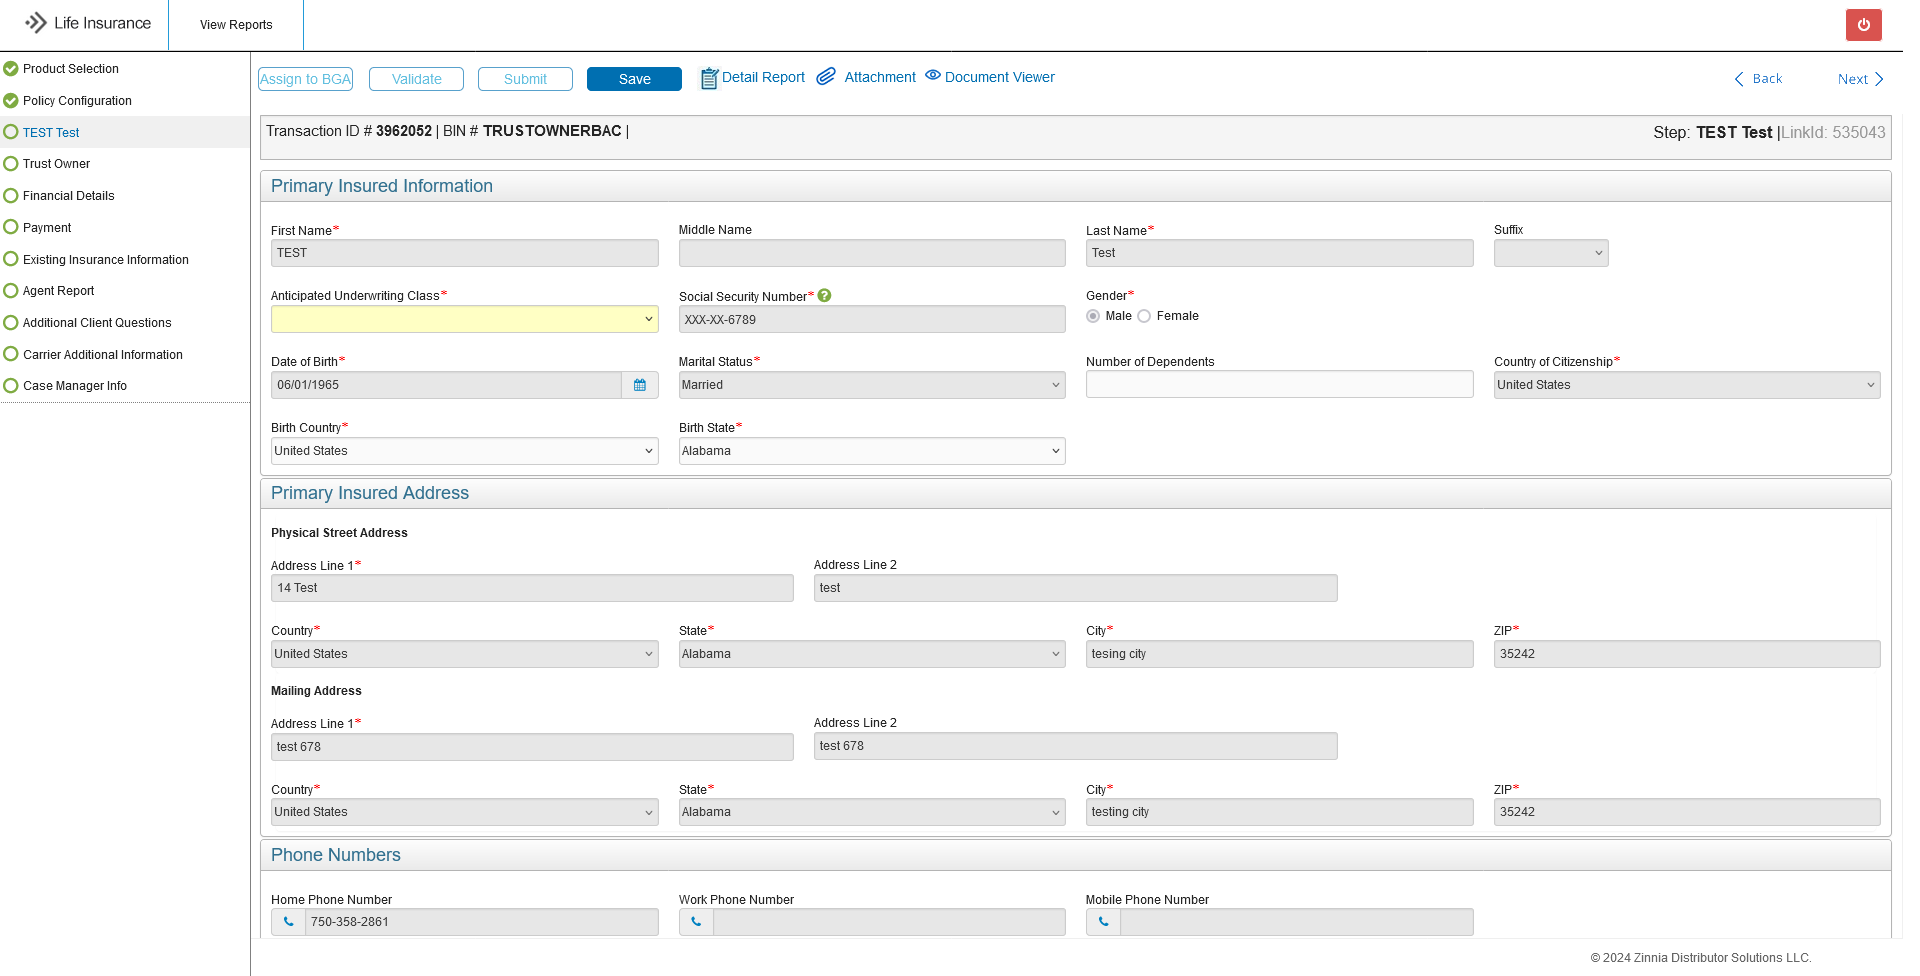 Life Insurance
View Reports
Product Selection
Policy Configuration
TEST Test
Trust Owner
Financial Details
Payment
Existing Insurance Information
Agent Report
Additional Client Questions
Carrier Additional Information
Case Manager Info
Assign to BGA Validate Submit Save Detail Report Attachment Document Viewer Back Next
Transaction ID # 3962052 | BIN # TRUSTOWNERBAC | Step: TEST Test |LinkId: 535043
Primary Insured Information
First Name* Middle Name Last Name* Suffix
TEST Test
Anticipated Underwriting Class* Social Security Number* ? Gender*
XXX-XX-6789 Male Female
Date of Birth* Marital Status* Number of Dependents Country of Citizenship*
06/01/1965 Married United States
Birth Country* Birth State*
United States Alabama
Primary Insured Address
Physical Street Address
Address Line 1* Address Line 2
14 Test test
Country* State* City* ZIP*
United States Alabama tesing city 35242
Mailing Address
Address Line 1* Address Line 2
test 678 test 678
Country* State* City* ZIP*
United States Alabama testing city 35242
Phone Numbers
Home Phone Number Work Phone Number Mobile Phone Number
750-358-2861
© 2024 Zinnia Distributor Solutions LLC.